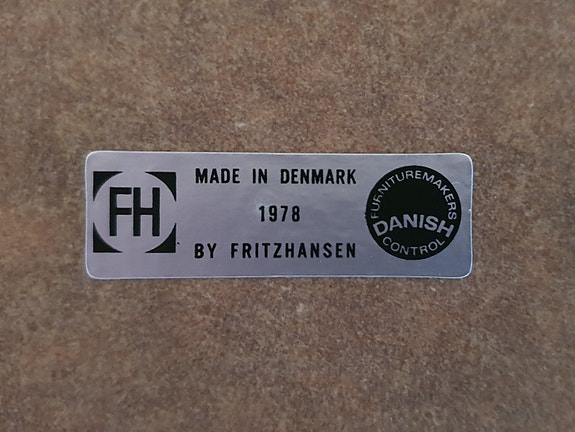 FH
MADE IN DENMARK
1978
BY FRITZHANSEN
FURNITUREMAKERS
DANISH
CONTROL